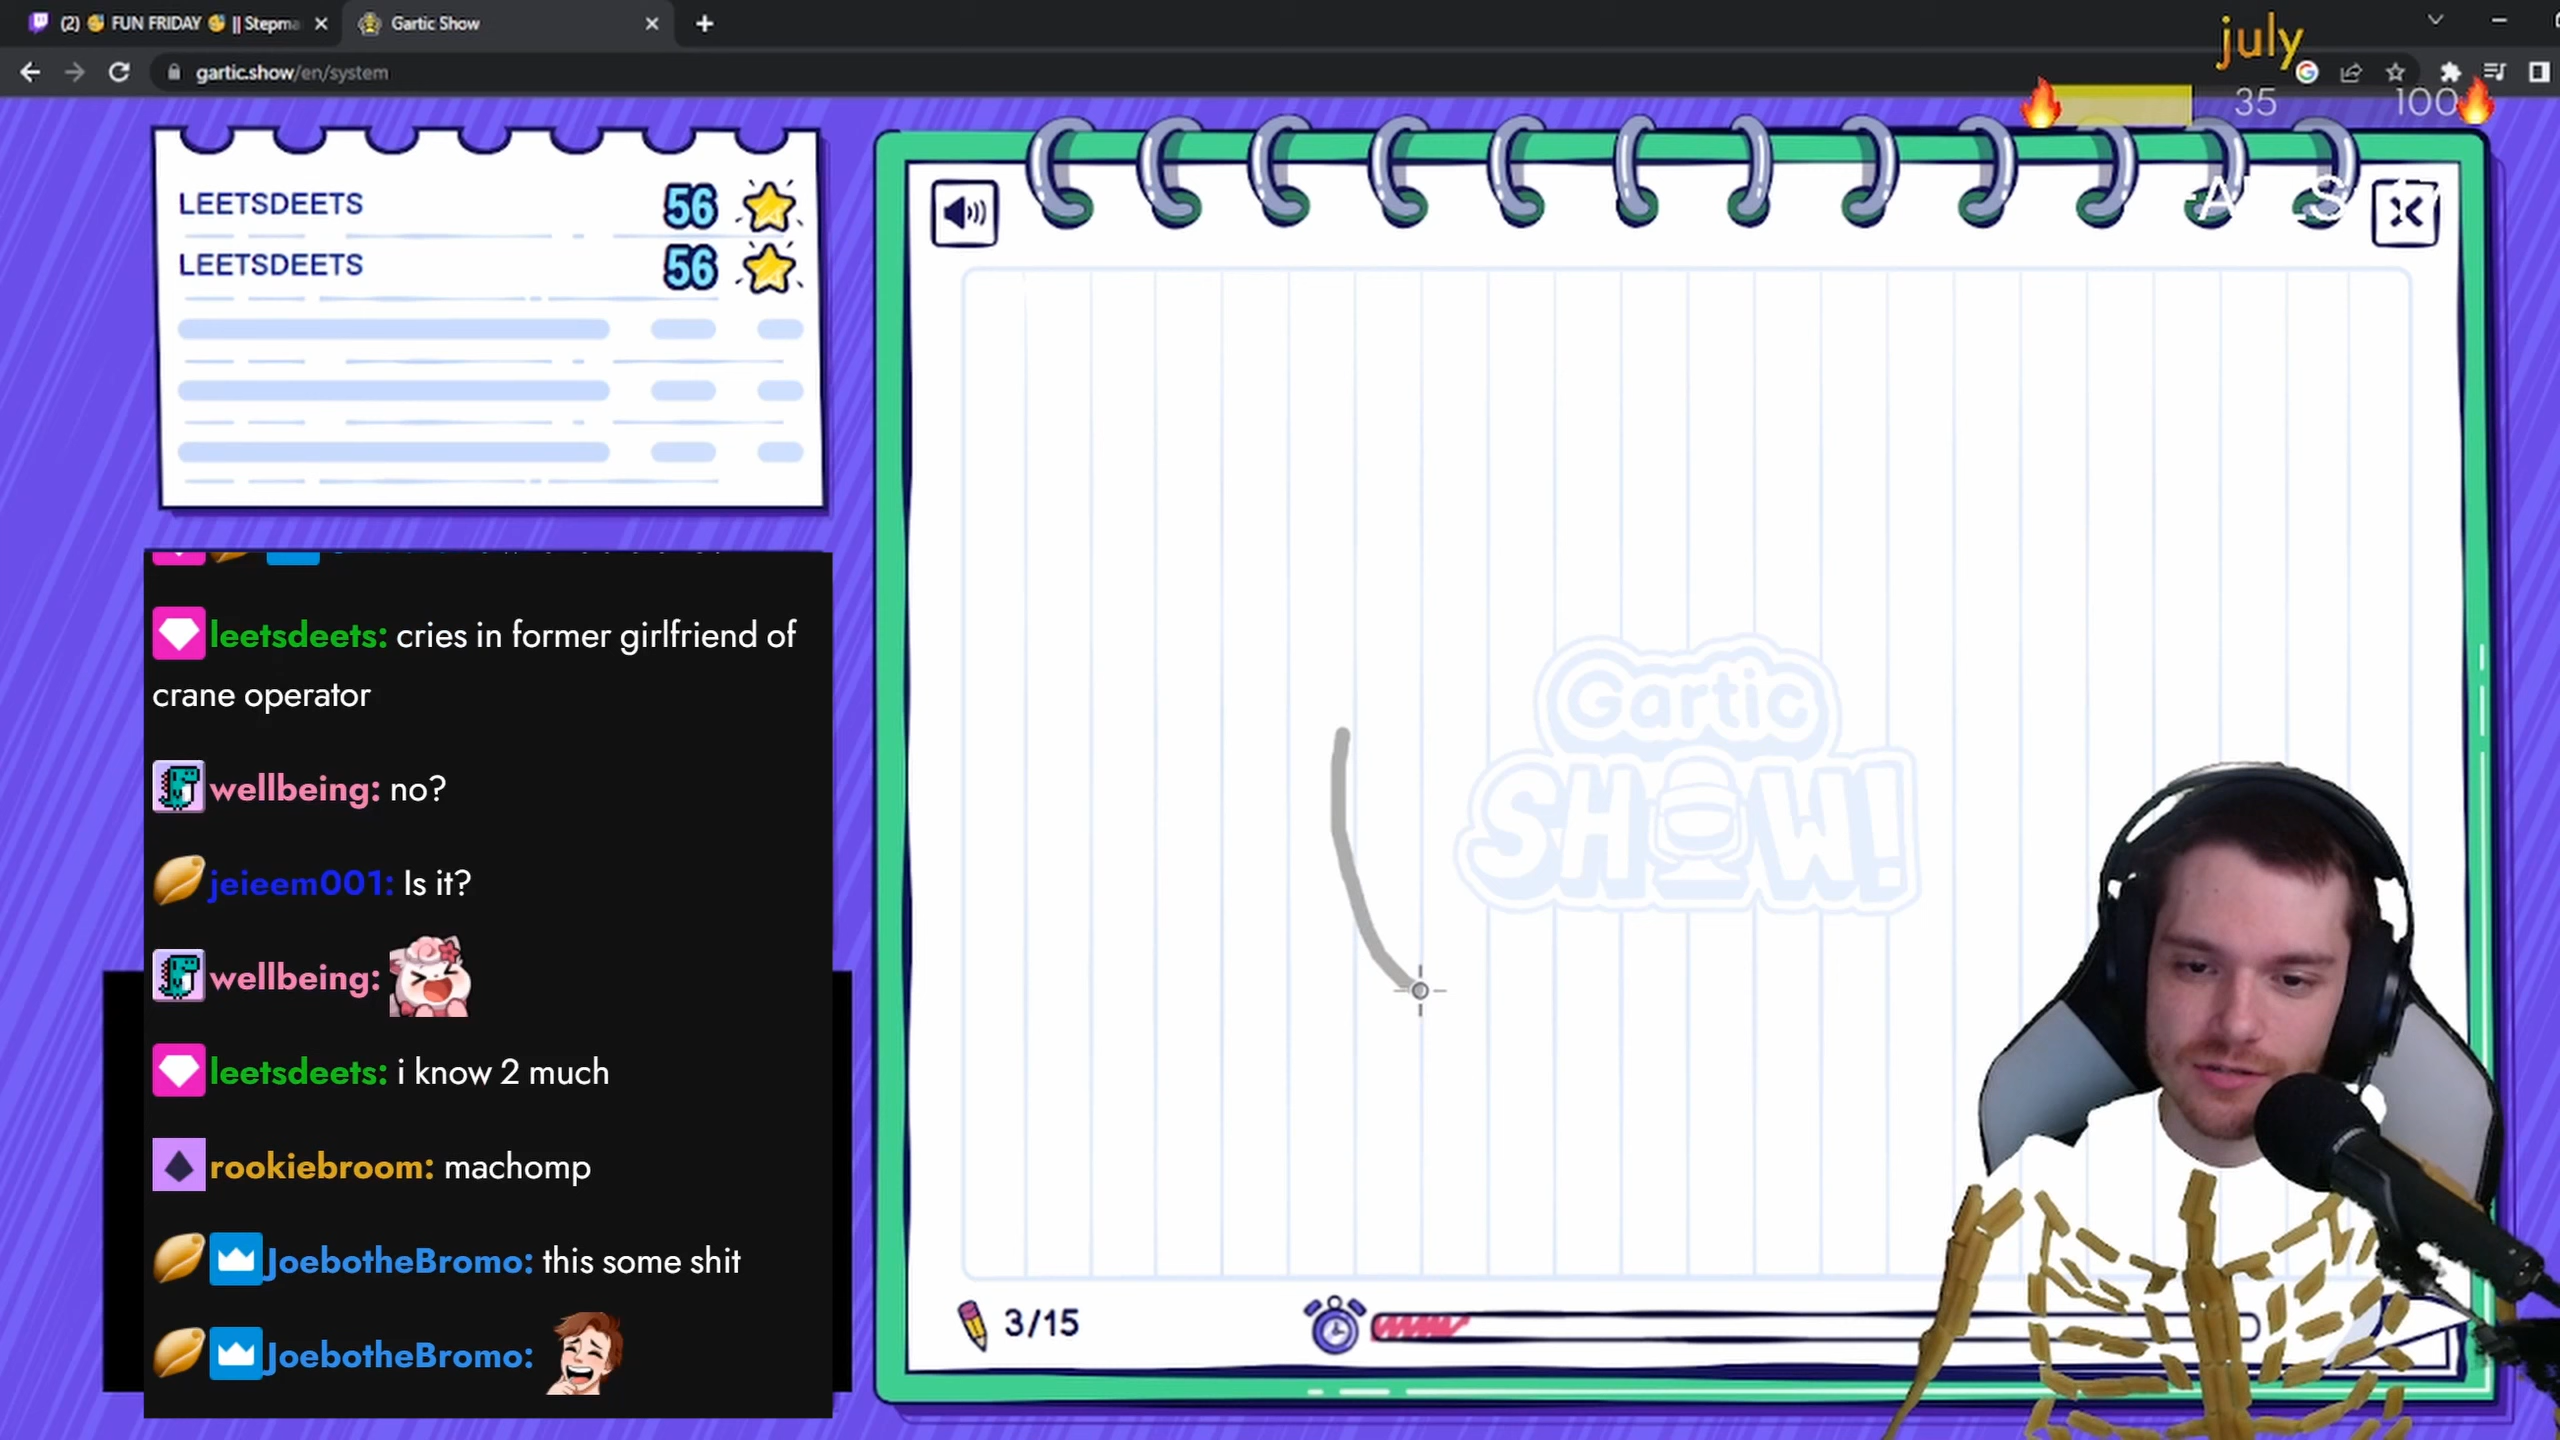 (2) FUN FRIDAY || Stepma
Gartic Show
july
gartic.show/en/system
35 100
LEETSDEETS 56
LEETSDEETS 56
leetsdeets: cries in former girlfriend of
crane operator
wellbeing: no?
jeieem001: Is it?
wellbeing:
leetsdeets: i know 2 much
rookiebroom: machomp
JoebotheBromo: this some shit
JoebotheBromo:
Gartic
SHOW!
3/15